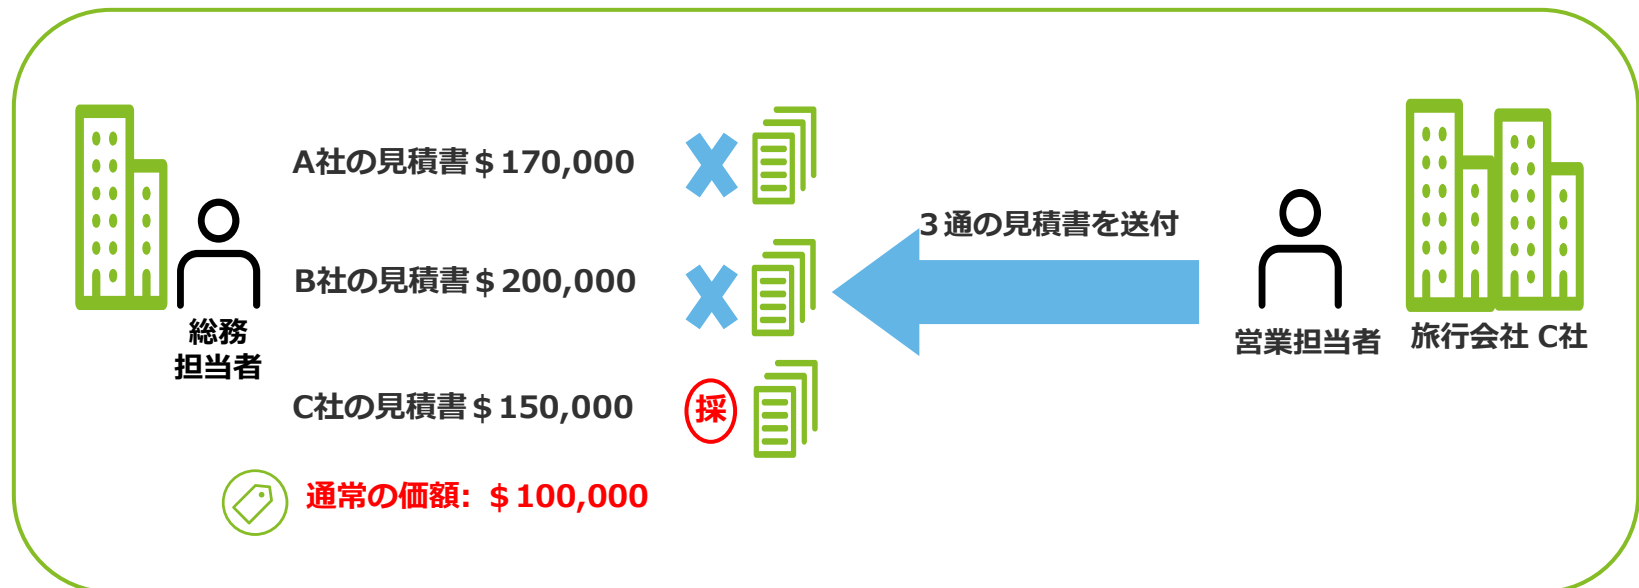 A社の見積書＄170,000
３通の見積書を送付
B社の見積書＄200,000
総務
担当者
営業担当者
旅行会社 C社
C社の見積書＄150,000
採
通常の価額: ＄100,000